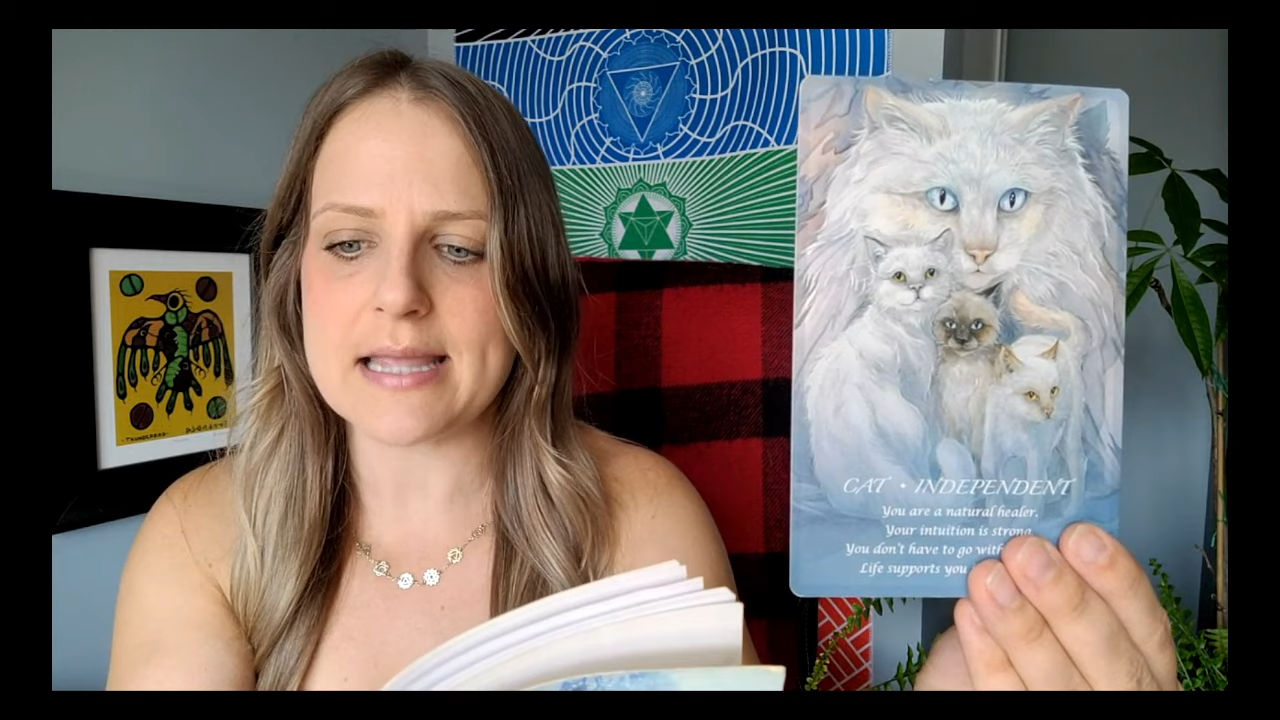 CAT • INDEPENDENT
You are a natural healer.
Your intuition is strong
You don't have to go with
Life supports you
-THUNDERBIRD-